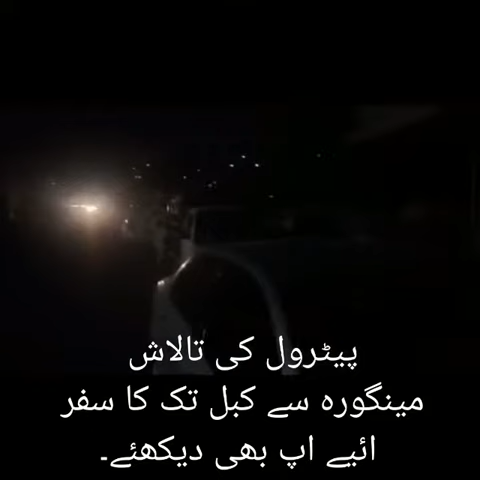 پیٹرول کی تالاش
مینگورہ سے کبل تک کا سفر
ائیے اپ بھی دیکھئے۔